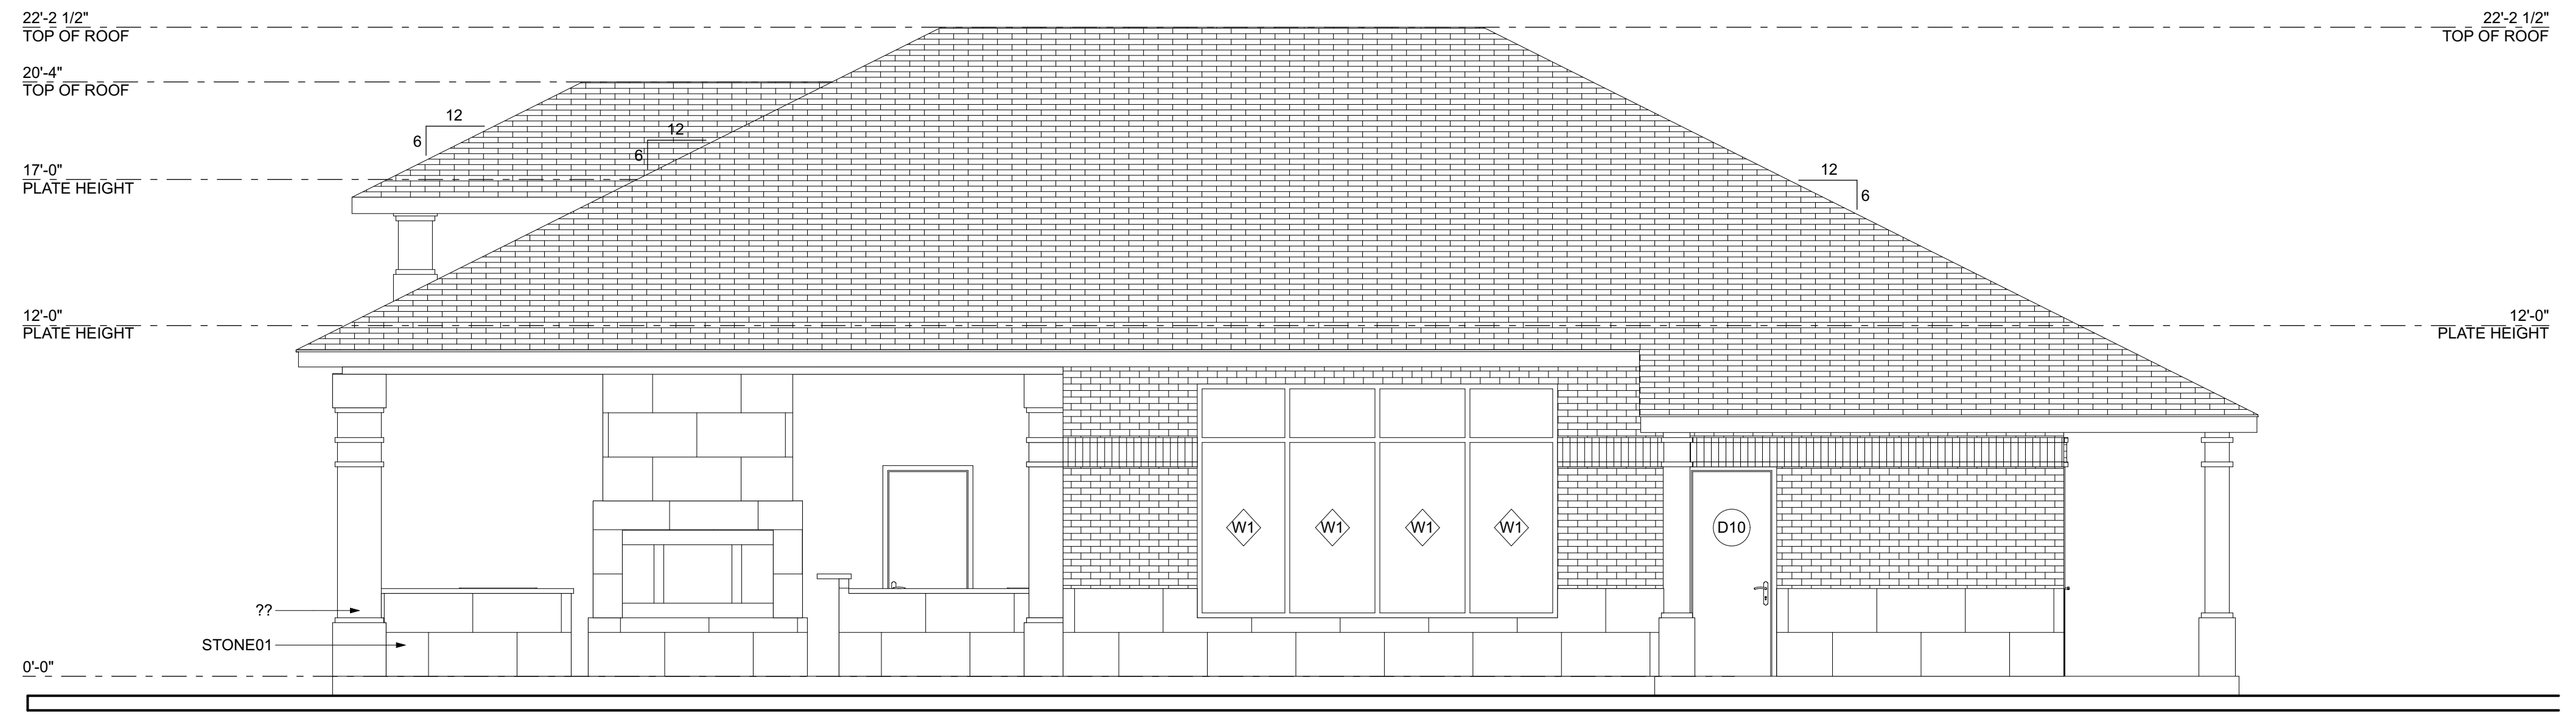 22'-2 1/2"
TOP OF ROOF
22'-2 1/2"
TOP OF ROOF
20'-4"
TOP OF ROOF
12
6
12
6
17'-0"
PLATE HEIGHT
12
6
12'-0"
PLATE HEIGHT
12'-0"
PLATE HEIGHT
W1
W1
W1
W1
D10
??
STONE01
0'-0"